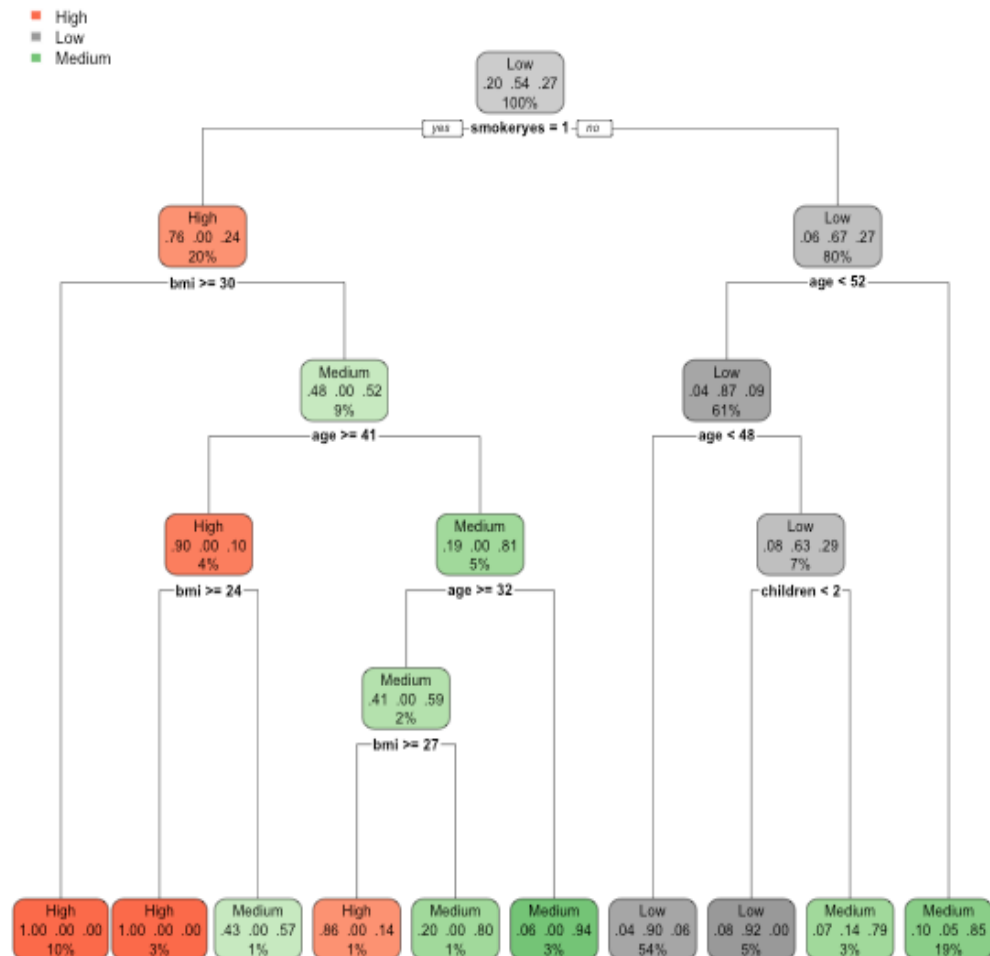 High
Low
Medium
Low
.20 .54 .27
100%
yes smokeryes = 1 no
High
.76 .00 .24
20%
Low
.06 .67 .27
80%
bmi >= 30
age < 52
Medium
.48 .00 .52
9%
Low
.04 .87 .09
61%
age >= 41
age < 48
High
.90 .00 .10
4%
Medium
.19 .00 .81
5%
Low
.08 .63 .29
7%
bmi >= 24
age >= 32
children < 2
Medium
.41 .00 .59
2%
bmi >= 27
High
1.00 .00 .00
10%
High
1.00 .00 .00
3%
Medium
.43 .00 .57
1%
High
.86 .00 .14
1%
Medium
.20 .00 .80
1%
Medium
.06 .00 .94
3%
Low
.04 .90 .06
54%
Low
.08 .92 .00
5%
Medium
.07 .14 .79
3%
Medium
.10 .05 .85
19%